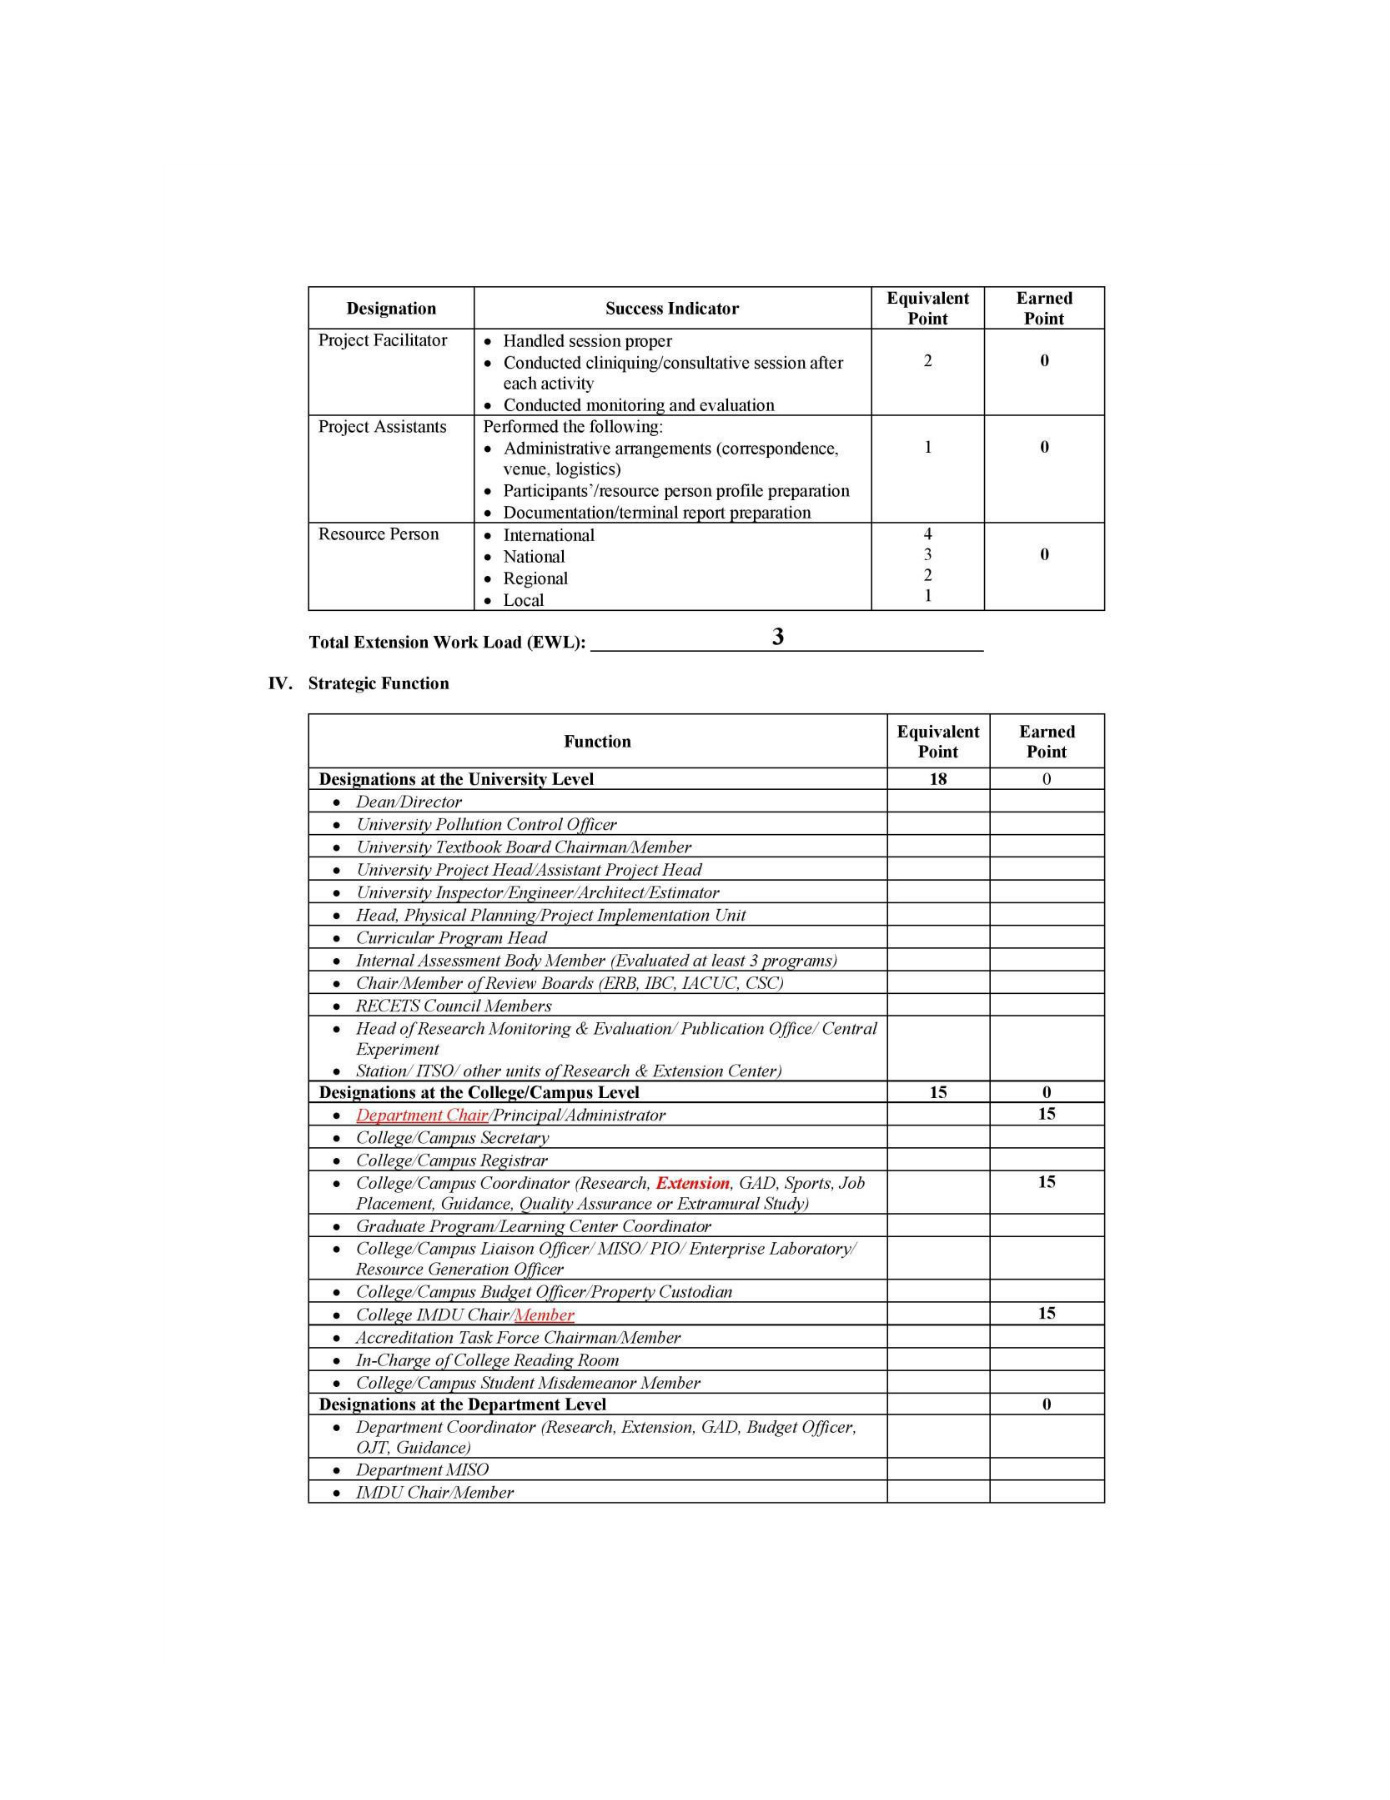 Designation
Success Indicator
Equivalent
Point
Earned
Point
Project Facilitator
• Handled session proper
• Conducted cliniquing/consultative session after
each activity
• Conducted monitoring and evaluation
2
0
Project Assistants
Performed the following:
• Administrative arrangements (correspondence,
venue, logistics)
• Participants'/resource person profile preparation
• Documentation/terminal report preparation
1
0
Resource Person
• International
• National
• Regional
• Local
4
3
2
1
0
Total Extension Work Load (EWL): 3
IV. Strategic Function
Function
Equivalent
Point
Earned
Point
Designations at the University Level 18 0
• Dean/Director
• University Pollution Control Officer
• University Textbook Board Chairman/Member
• University Project Head/Assistant Project Head
• University Inspector/Engineer/Architect/Estimator
• Head, Physical Planning/Project Implementation Unit
• Curricular Program Head
• Internal Assessment Body Member (Evaluated at least 3 programs)
• Chair/Member of Review Boards (ERB, IBC, IACUC, CSC)
• RECETS Council Members
• Head of Research Monitoring & Evaluation/ Publication Office/ Central
Experiment
• Station/ ITSO/ other units of Research & Extension Center)
Designations at the College/Campus Level 15 0
• Department Chair/Principal/Administrator 15
• College/Campus Secretary
• College/Campus Registrar
• College/Campus Coordinator (Research, Extension, GAD, Sports, Job 15
Placement, Guidance, Quality Assurance or Extramural Study)
• Graduate Program/Learning Center Coordinator
• College/Campus Liaison Officer/ MISO/ PIO/ Enterprise Laboratory/
Resource Generation Officer
• College/Campus Budget Officer/Property Custodian
• College IMDU Chair/Member 15
• Accreditation Task Force Chairman/Member
• In-Charge of College Reading Room
• College/Campus Student Misdemeanor Member
Designations at the Department Level 0
• Department Coordinator (Research, Extension, GAD, Budget Officer,
OJT, Guidance)
• Department MISO
• IMDU Chair/Member